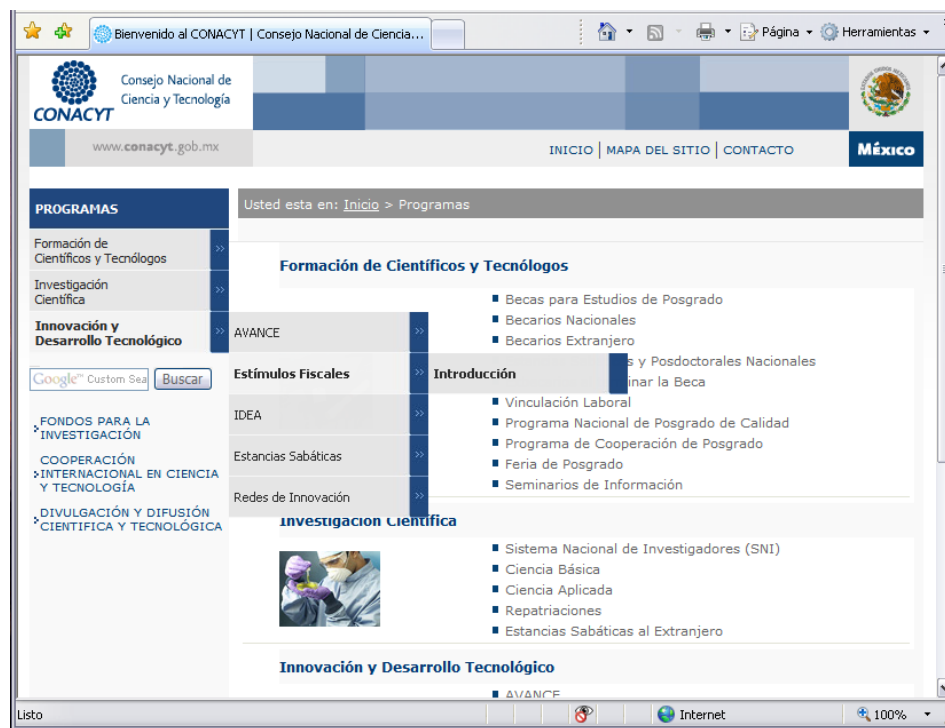 Bienvenido al CONACYT | Consejo Nacional de Ciencia...
Página
Herramientas
Consejo Nacional de
Ciencia y Tecnología
CONACYT
www.conacyt.gob.mx
INICIO | MAPA DEL SITIO | CONTACTO
México
PROGRAMAS
Usted esta en: Inicio > Programas
Formación de
Científicos y Tecnólogos
Investigación
Científica
Innovación y
Desarrollo Tecnológico
Google™ Custom Sea
Buscar
FONDOS PARA LA
INVESTIGACIÓN
COOPERACIÓN
INTERNACIONAL EN CIENCIA
Y TECNOLOGÍA
DIVULGACIÓN Y DIFUSIÓN
CIENTIFICA Y TECNOLÓGICA
AVANCE
Estímulos Fiscales
IDEA
Estancias Sabáticas
Redes de Innovación
Introducción
Formación de Científicos y Tecnólogos
Becas para Estudios de Posgrado
Becarios Nacionales
Becarios Extranjero
s y Posdoctorales Nacionales
inar la Beca
Vinculación Laboral
Programa Nacional de Posgrado de Calidad
Programa de Cooperación de Posgrado
Feria de Posgrado
Seminarios de Información
Investigación Científica
Sistema Nacional de Investigadores (SNI)
Ciencia Básica
Ciencia Aplicada
Repatriaciones
Estancias Sabáticas al Extranjero
Innovación y Desarrollo Tecnológico
AVANCE
Listo
Internet
100%